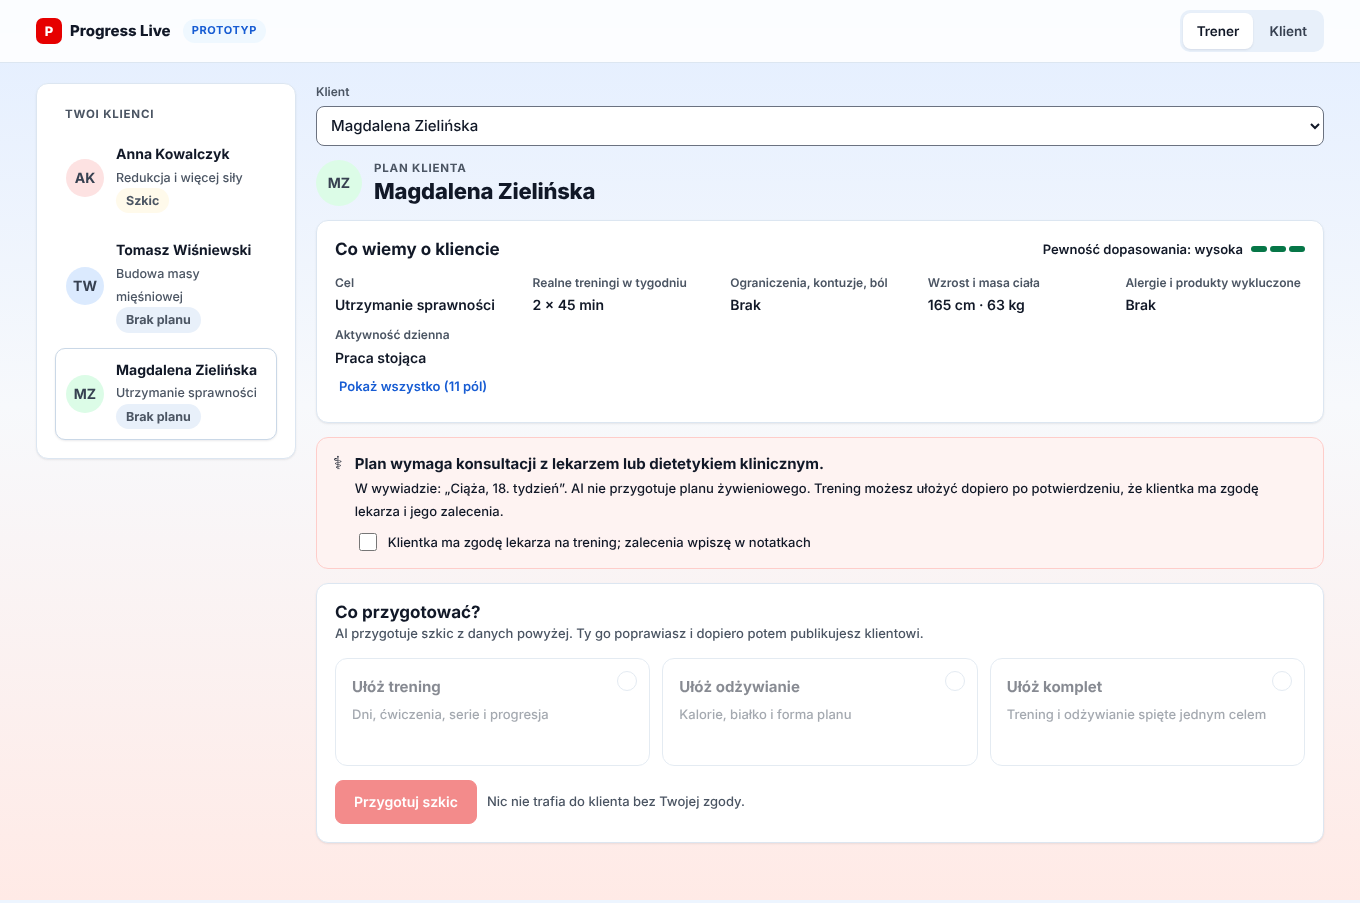 P Progress Live PROTOTYP
Trener Klient
TWOI KLIENCI
AK
Anna Kowalczyk
Redukcja i więcej siły
Szkic
TW
Tomasz Wiśniewski
Budowa masy
mięśniowej
Brak planu
MZ
Magdalena Zielińska
Utrzymanie sprawności
Brak planu
Klient
Magdalena Zielińska
MZ
PLAN KLIENTA
Magdalena Zielińska
Co wiemy o kliencie
Pewność dopasowania: wysoka
Cel
Utrzymanie sprawności
Realne treningi w tygodniu
2 × 45 min
Ograniczenia, kontuzje, ból
Brak
Wzrost i masa ciała
165 cm · 63 kg
Alergie i produkty wykluczone
Brak
Aktywność dzienna
Praca stojąca
Pokaż wszystko (11 pól)
Plan wymaga konsultacji z lekarzem lub dietetykiem klinicznym.
W wywiadzie: „Ciąża, 18. tydzień”. AI nie przygotuje planu żywieniowego. Trening możesz ułożyć dopiero po potwierdzeniu, że klientka ma zgodę
lekarza i jego zalecenia.
Klientka ma zgodę lekarza na trening; zalecenia wpiszę w notatkach
Co przygotować?
AI przygotuje szkic z danych powyżej. Ty go poprawiasz i dopiero potem publikujesz klientowi.
Ułóż trening
Dni, ćwiczenia, serie i progresja
Ułóż odżywianie
Kalorie, białko i forma planu
Ułóż komplet
Trening i odżywianie spięte jednym celem
Przygotuj szkic
Nic nie trafia do klienta bez Twojej zgody.